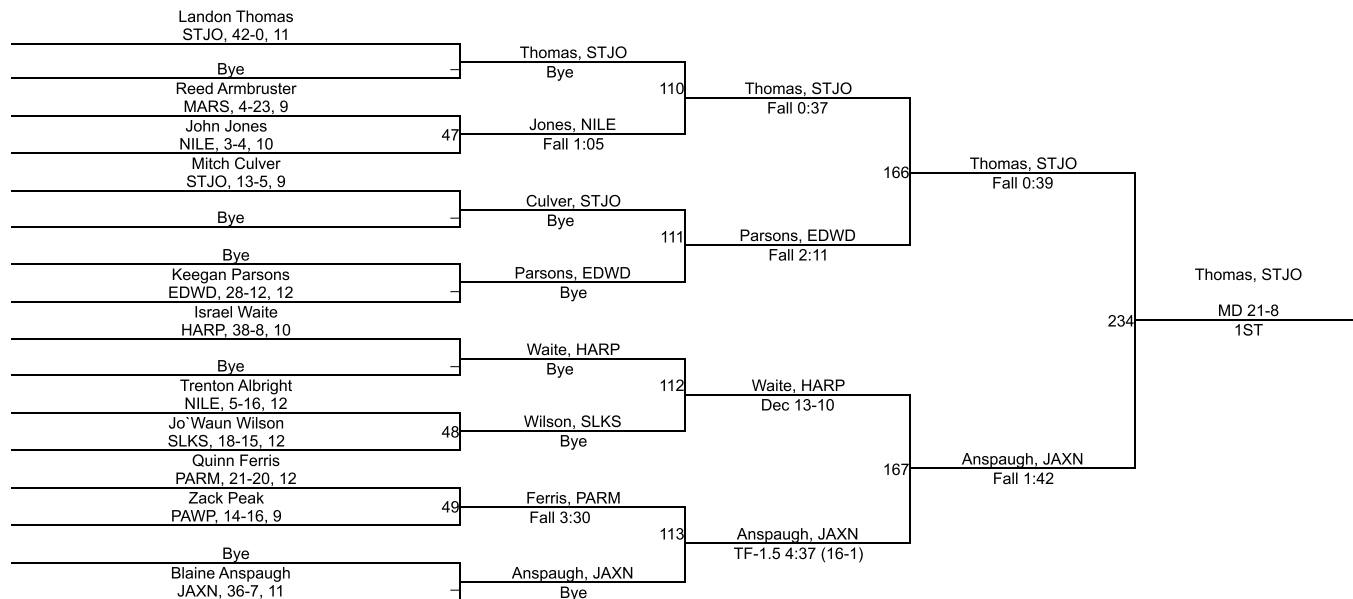 Landon Thomas
STJO, 42-0, 11
Bye
Reed Armbruster
MARS, 4-23, 9
John Jones
NILE, 3-4, 10
Mitch Culver
STJO, 13-5, 9
Bye
Bye
Keegan Parsons
EDWD, 28-12, 12
Israel Waite
HARP, 38-8, 10
Bye
Trenton Albright
NILE, 5-16, 12
Jo`Waun Wilson
SLKS, 18-15, 12
Quinn Ferris
PARM, 21-20, 12
Zack Peak
PAWP, 14-16, 9
Bye
Blaine Anspaugh
JAXN, 36-7, 11
–
47
–
–
–
48
49
–
Thomas, STJO
Bye
Jones, NILE
Fall 1:05
Culver, STJO
Bye
Parsons, EDWD
Bye
Waite, HARP
Bye
Wilson, SLKS
Bye
Ferris, PARM
Fall 3:30
Anspaugh, JAXN
Bye
110
111
112
113
Thomas, STJO
Fall 0:37
Parsons, EDWD
Fall 2:11
Waite, HARP
Dec 13-10
Anspaugh, JAXN
TF-1.5 4:37 (16-1)
166
167
Thomas, STJO
Fall 0:39
Anspaugh, JAXN
Fall 1:42
234
Thomas, STJO
MD 21-8
1ST